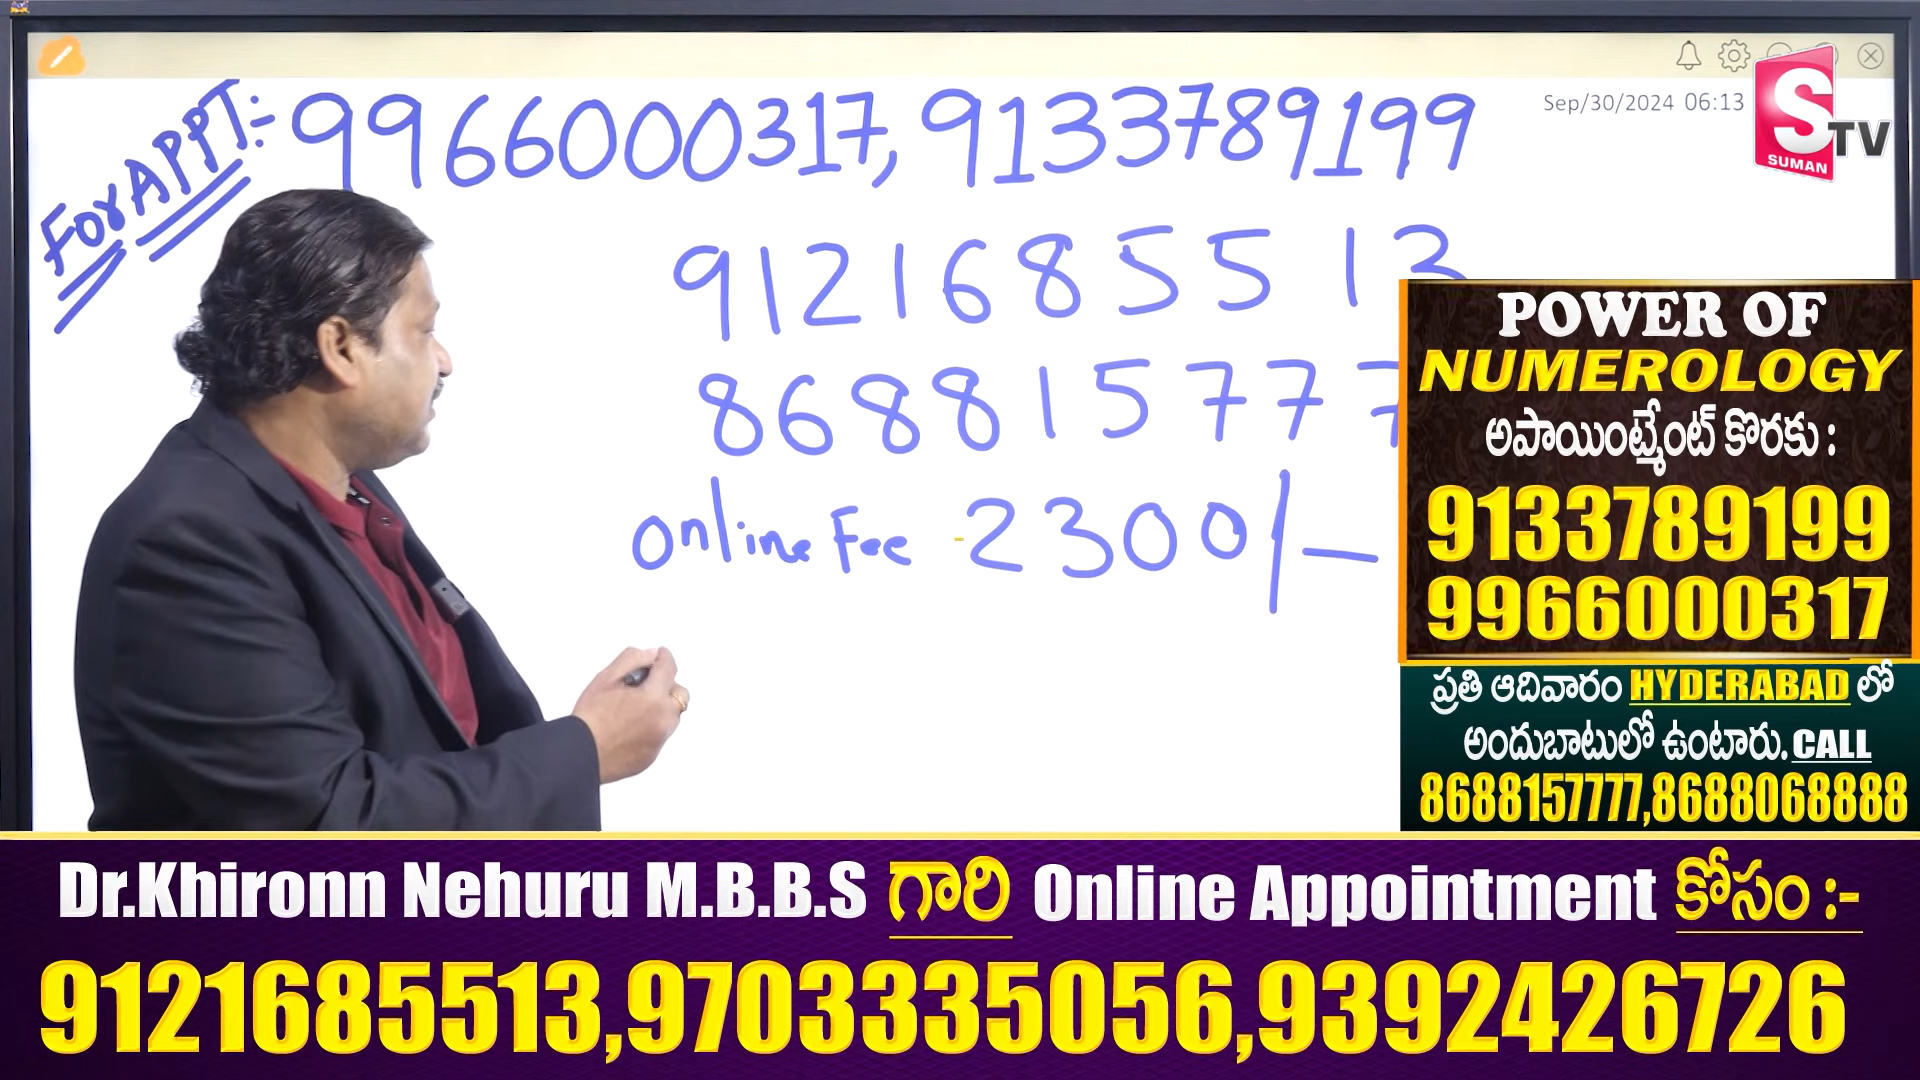 For APPT:- 9966000317, 9133789199
Sep/30/2024 06:13
S TV
SUMAN
9121685513
868815777
Online Fee - 2300/-
POWER OF
NUMEROLOGY
అపాయింట్మేంట్ కొరకు :
9133789199
9966000317
ప్రతి ఆదివారం HYDERABAD లో
అందుబాటులో ఉంటారు. CALL
8688157777,8688068888
Dr.Khironn Nehuru M.B.B.S గారి Online Appointment కోసం :-
9121685513,9703335056,9392426726